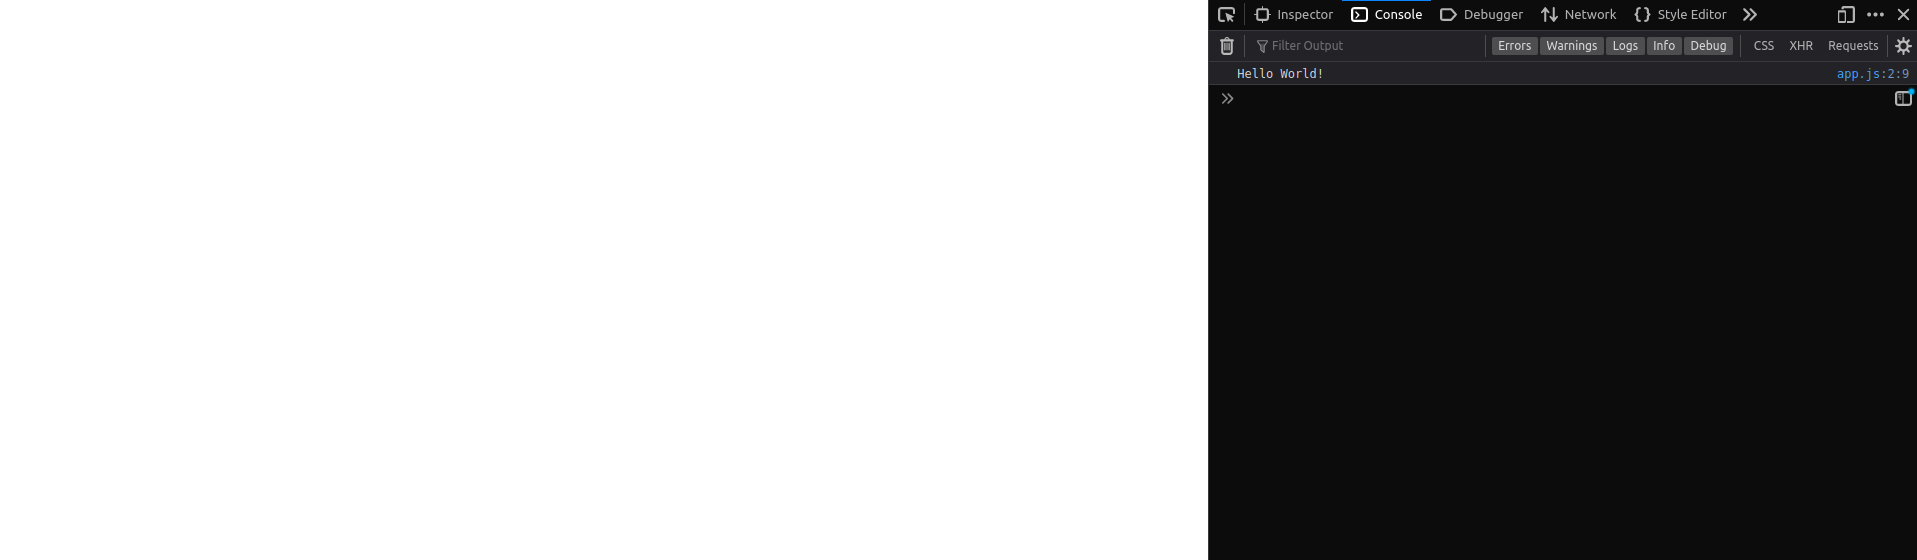 Inspector Console Debugger Network Style Editor
Filter Output Errors Warnings Logs Info Debug CSS XHR Requests
Hello World! app.js:2:9